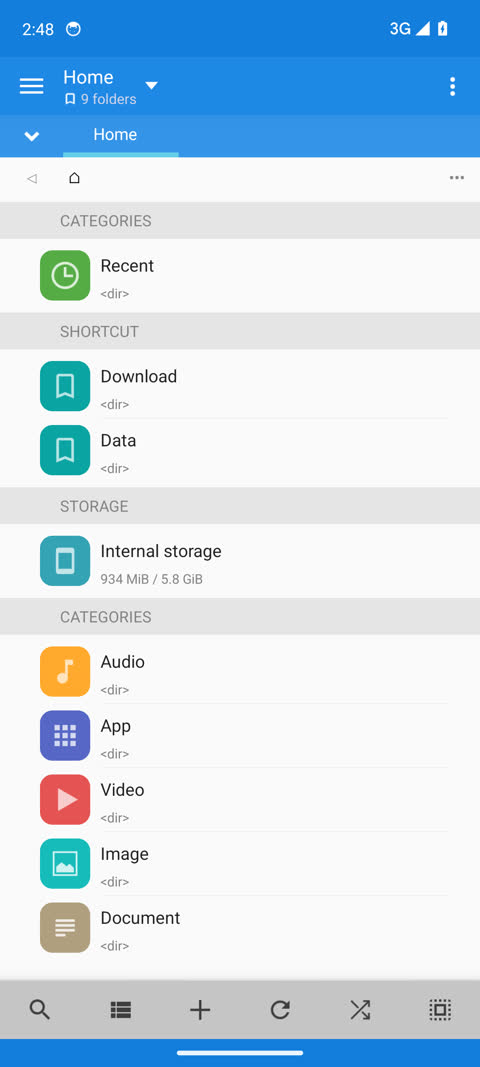 2:48
3G
Home
9 folders
Home
CATEGORIES
Recent
<dir>
SHORTCUT
Download
<dir>
Data
<dir>
STORAGE
Internal storage
934 MiB / 5.8 GiB
CATEGORIES
Audio
<dir>
App
<dir>
Video
<dir>
Image
<dir>
Document
<dir>